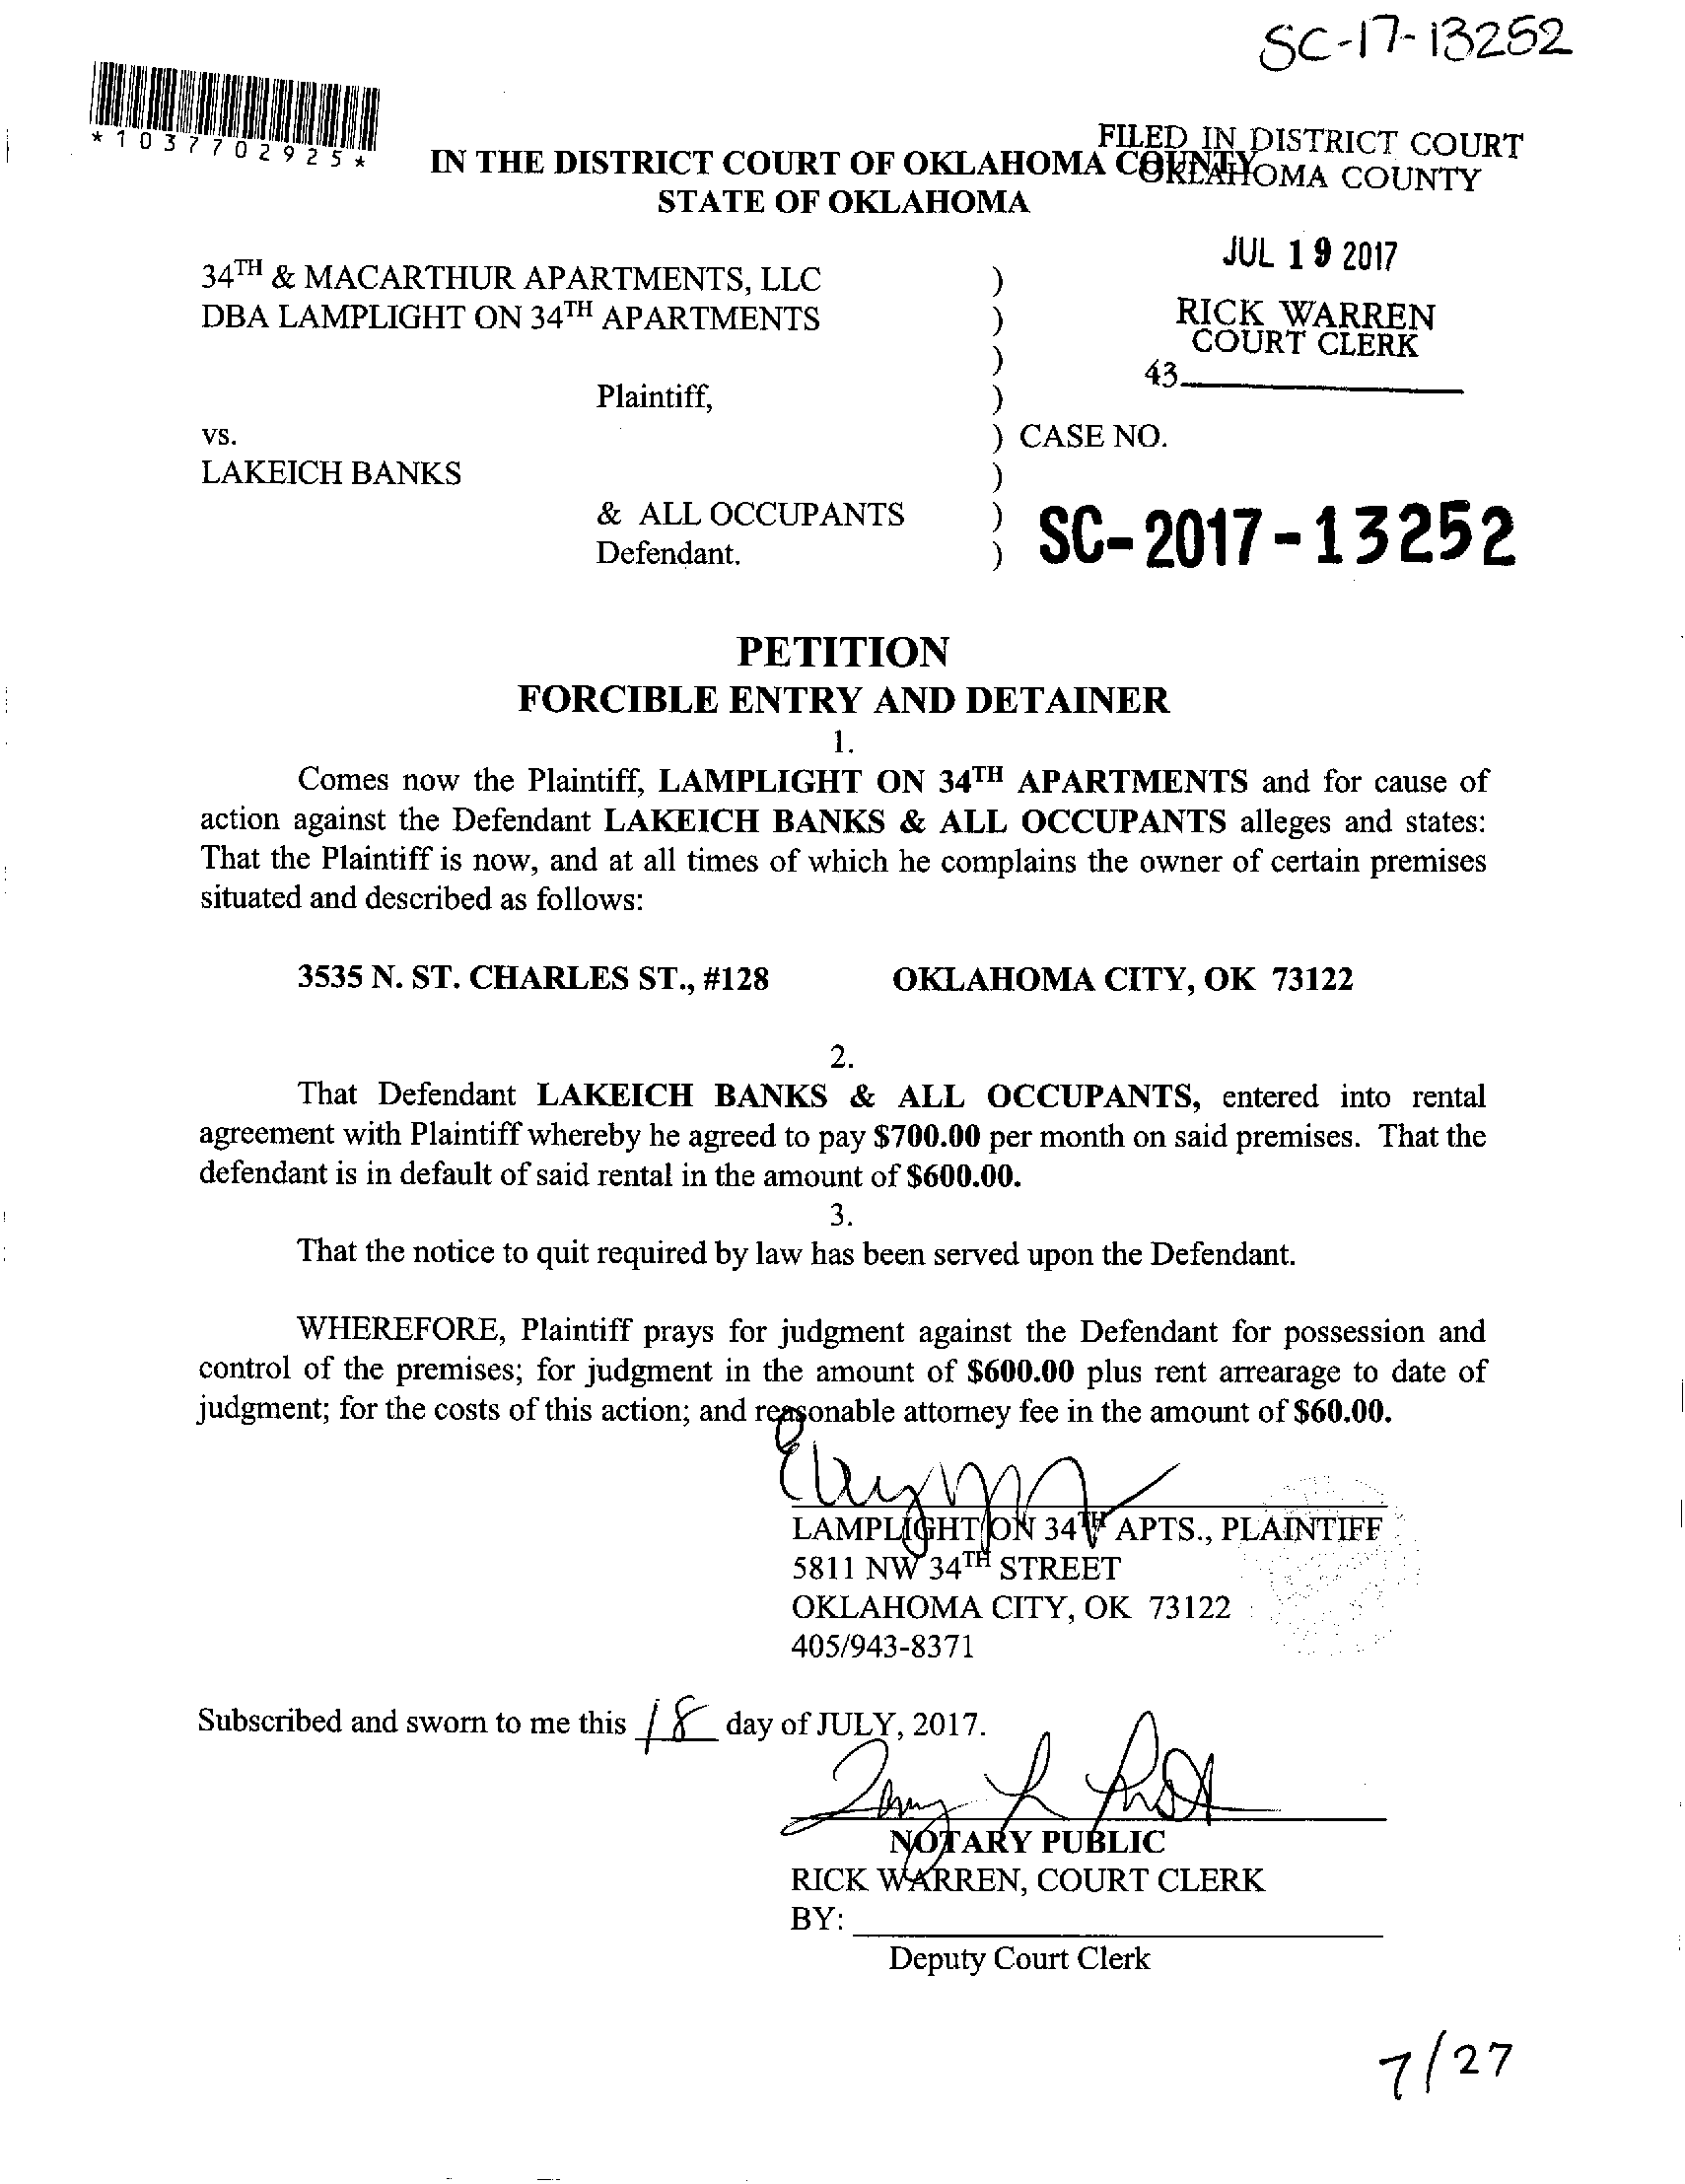 SC-17-13252
*1037702925*
FILED IN DISTRICT COURT
OKLAHOMA COUNTY
IN THE DISTRICT COURT OF OKLAHOMA COUNTY
STATE OF OKLAHOMA
JUL 19 2017
RICK WARREN
COURT CLERK
43
34TH & MACARTHUR APARTMENTS, LLC )
DBA LAMPLIGHT ON 34TH APARTMENTS )
)
Plaintiff, )
vs. ) CASE NO.
LAKEICH BANKS )
& ALL OCCUPANTS )
Defendant. )
SC-2017-13252
PETITION
FORCIBLE ENTRY AND DETAINER
1.
Comes now the Plaintiff, LAMPLIGHT ON 34TH APARTMENTS and for cause of
action against the Defendant LAKEICH BANKS & ALL OCCUPANTS alleges and states:
That the Plaintiff is now, and at all times of which he complains the owner of certain premises
situated and described as follows:
3535 N. ST. CHARLES ST., #128 OKLAHOMA CITY, OK 73122
2.
That Defendant LAKEICH BANKS & ALL OCCUPANTS, entered into rental
agreement with Plaintiff whereby he agreed to pay $700.00 per month on said premises. That the
defendant is in default of said rental in the amount of $600.00.
3.
That the notice to quit required by law has been served upon the Defendant.
WHEREFORE, Plaintiff prays for judgment against the Defendant for possession and
control of the premises; for judgment in the amount of $600.00 plus rent arrearage to date of
judgment; for the costs of this action; and reasonable attorney fee in the amount of $60.00.
LAMPLIGHT ON 34TH APTS., PLAINTIFF
5811 NW 34TH STREET
OKLAHOMA CITY, OK 73122
405/943-8371
Subscribed and sworn to me this 18 day of JULY, 2017.
NOTARY PUBLIC
RICK WARREN, COURT CLERK
BY:
Deputy Court Clerk
7/27